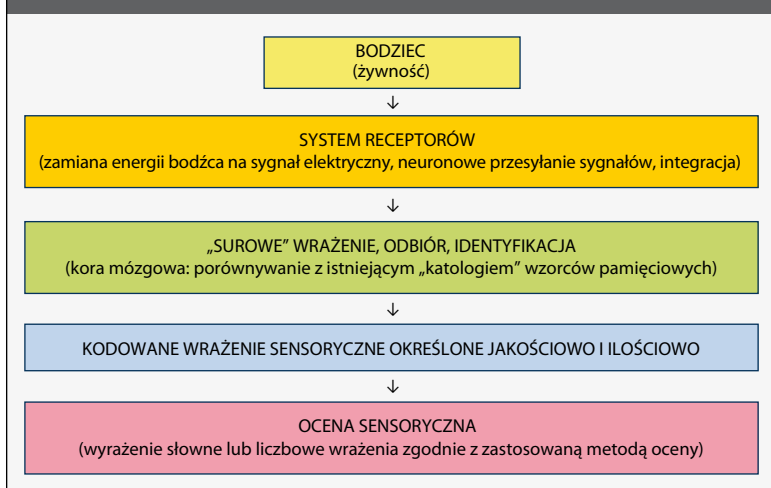 BODZIEC
(żywność)
↓
SYSTEM RECEPTORÓW
(zamiana energii bodźca na sygnał elektryczny, neuronowe przesyłanie sygnałów, integracja)
↓
„SUROWE” WRAŻENIE, ODBIÓR, IDENTYFIKACJA
(kora mózgowa: porównywanie z istniejącym „katologiem” wzorców pamięciowych)
↓
KODOWANE WRAŻENIE SENSORYCZNE OKREŚLONE JAKOŚCIOWO I ILOŚCIOWO
↓
OCENA SENSORYCZNA
(wyrażenie słowne lub liczbowe wrażenia zgodnie z zastosowaną metodą oceny)